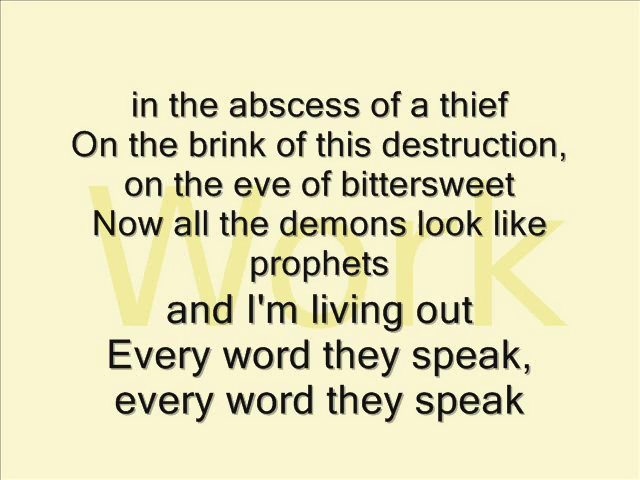 in the abscess of a thief
On the brink of this destruction,
on the eve of bittersweet
Now all the demons look like
prophets
and I'm living out
Every word they speak,
every word they speak
Work